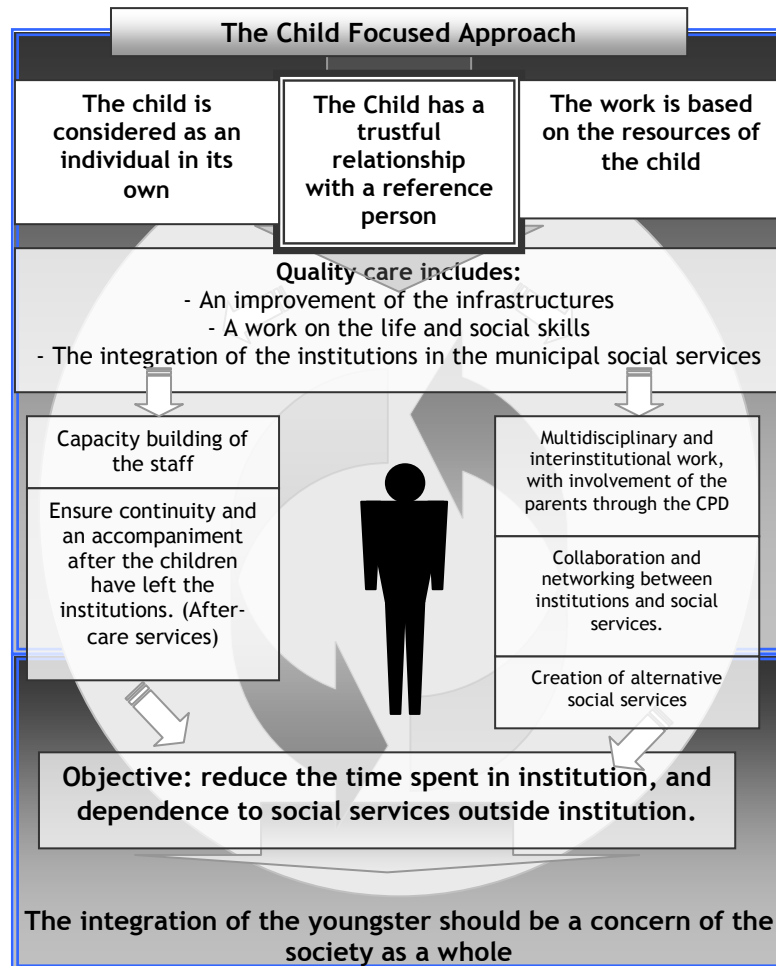 The Child Focused Approach
The child is
considered as an
individual in its
own
The Child has a
trustful
relationship
with a reference
person
The work is based
on the resources of
the child
Quality care includes:
- An improvement of the infrastructures
- A work on the life and social skills
- The integration of the institutions in the municipal social services
Capacity building of
the staff
Ensure continuity and
an accompaniment
after the children
have left the
institutions. (After-
care services)
Multidisciplinary and
interinstitutional work,
with involvement of the
parents through the CPD
Collaboration and
networking between
institutions and social
services.
Creation of alternative
social services
Objective: reduce the time spent in institution, and
dependence to social services outside institution.
The integration of the youngster should be a concern of the
society as a whole